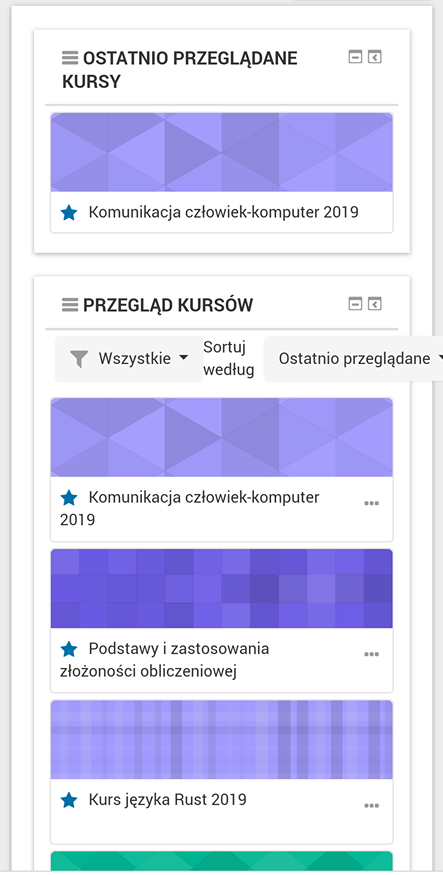 OSTATNIO PRZEGLĄDANE
KURSY
Komunikacja człowiek-komputer 2019
PRZEGLĄD KURSÓW
Wszystkie
Sortuj
według
Ostatnio przeglądane
Komunikacja człowiek-komputer
2019
Podstawy i zastosowania
złożoności obliczeniowej
Kurs języka Rust 2019